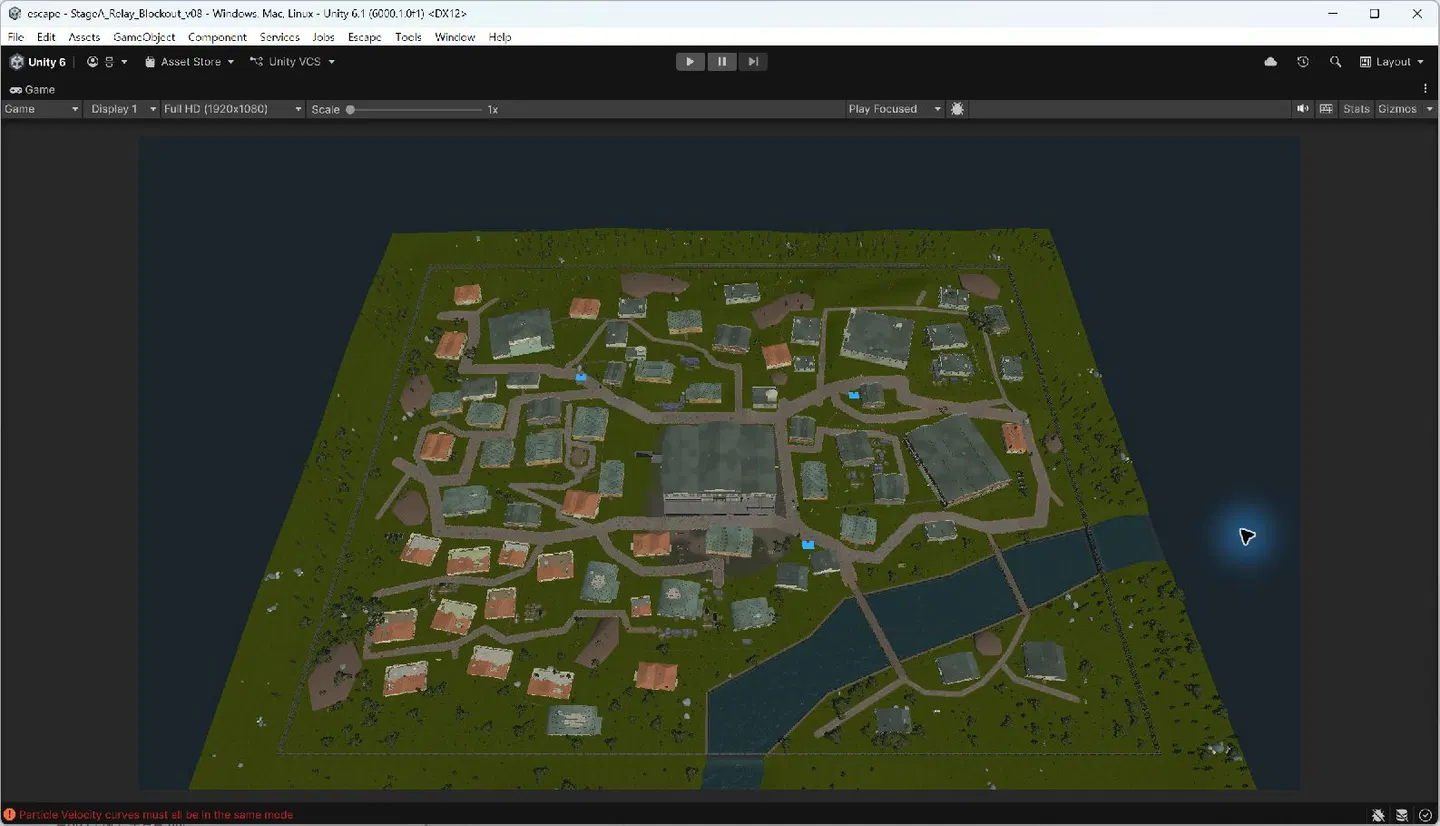 escape - StageA_Relay_Blockout_v08 - Windows, Mac, Linux - Unity 6.1 (6000.1.0f1) <DX12>
File Edit Assets GameObject Component Services Jobs Escape Tools Window Help
Unity 6 Asset Store Unity VCS Layout
Game
Game Display 1 Full HD (1920x1080) Scale 1x Play Focused Stats Gizmos
Particle Velocity curves must all be in the same mode